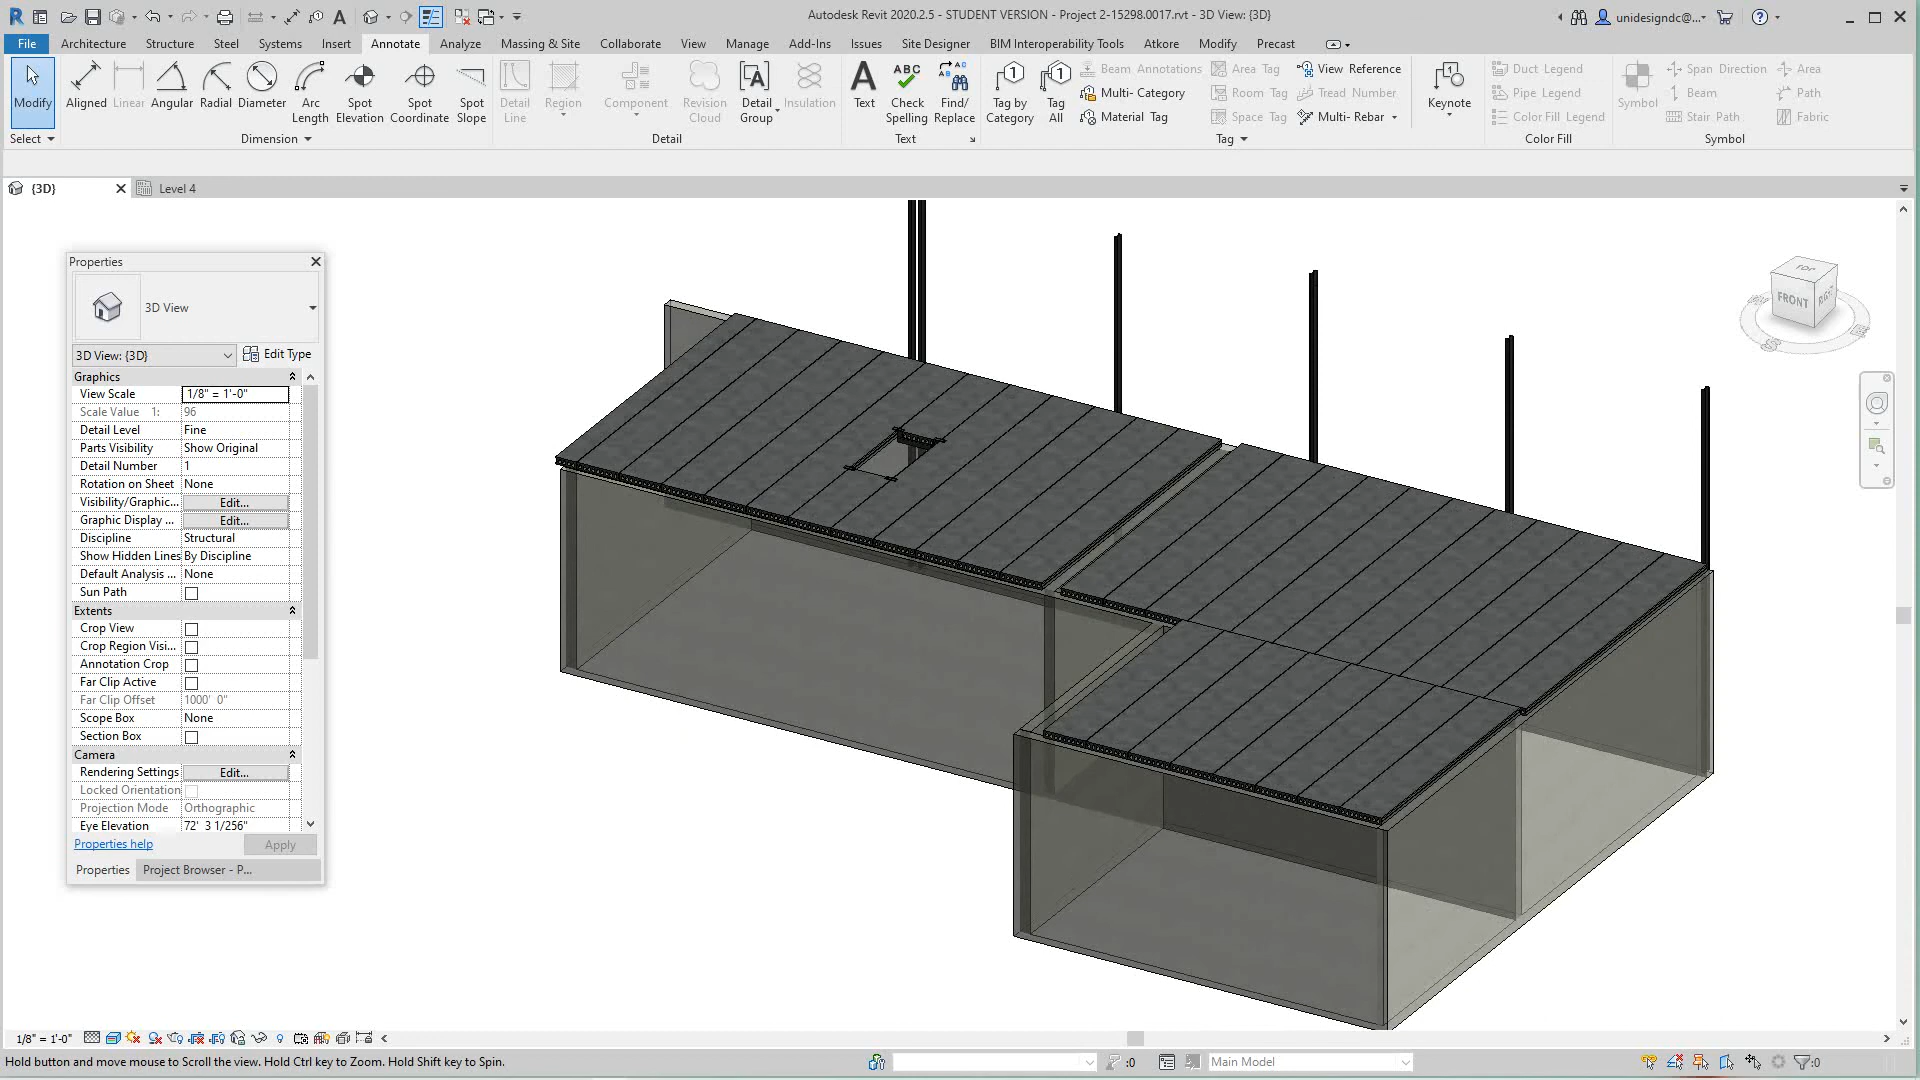 Autodesk Revit 2020.2.5 - STUDENT VERSION - Project 2-15298.0017.rvt - 3D View: {3D}
unidesigndc@...
File Architecture Structure Steel Systems Insert Annotate Analyze Massing & Site Collaborate View Manage Add-Ins Issues Site Designer BIM Interoperability Tools Atkore Modify Precast
Modify
Aligned Linear Angular Radial Diameter Arc Length Spot Elevation Spot Coordinate Spot Slope
Detail Line Region Component Revision Cloud Detail Group Insulation
Text Check Spelling Find/ Replace
Tag by Category Tag All
Beam Annotations Area Tag View Reference
Multi- Category Room Tag Tread Number
Material Tag Space Tag Multi- Rebar
Keynote
Duct Legend
Pipe Legend
Color Fill Legend
Symbol
Span Direction Area
Beam Path
Stair Path Fabric
Select Dimension Detail Text Tag Color Fill Symbol
{3D} Level 4
TOP
FRONT
Properties
3D View
3D View: {3D} Edit Type
Graphics
View Scale 1/8" = 1'-0"
Scale Value 1: 96
Detail Level Fine
Parts Visibility Show Original
Detail Number 1
Rotation on Sheet None
Visibility/Graphic... Edit...
Graphic Display ... Edit...
Discipline Structural
Show Hidden Lines By Discipline
Default Analysis ... None
Sun Path
Extents
Crop View
Crop Region Visi...
Annotation Crop
Far Clip Active
Far Clip Offset 1000' 0"
Scope Box None
Section Box
Camera
Rendering Settings Edit...
Locked Orientation
Projection Mode Orthographic
Eye Elevation 72' 3 1/256"
Properties help Apply
Properties Project Browser - P...
1/8" = 1'-0"
Hold button and move mouse to Scroll the view. Hold Ctrl key to Zoom. Hold Shift key to Spin.
:0 Main Model :0